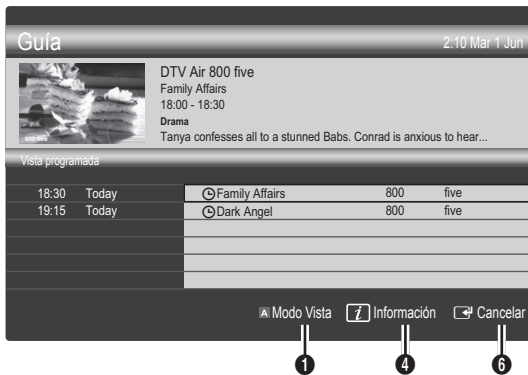 Guía 2:10 Mar 1 Jun
DTV Air 800 five
Family Affairs
18:00 - 18:30
Drama
Tanya confesses all to a stunned Babs. Conrad is anxious to hear...
800 five
Vista programada
18:30 Today Family Affairs 800 five
19:15 Today Dark Angel 800 five
A Modo Vista i Información Cancelar
1 4 6